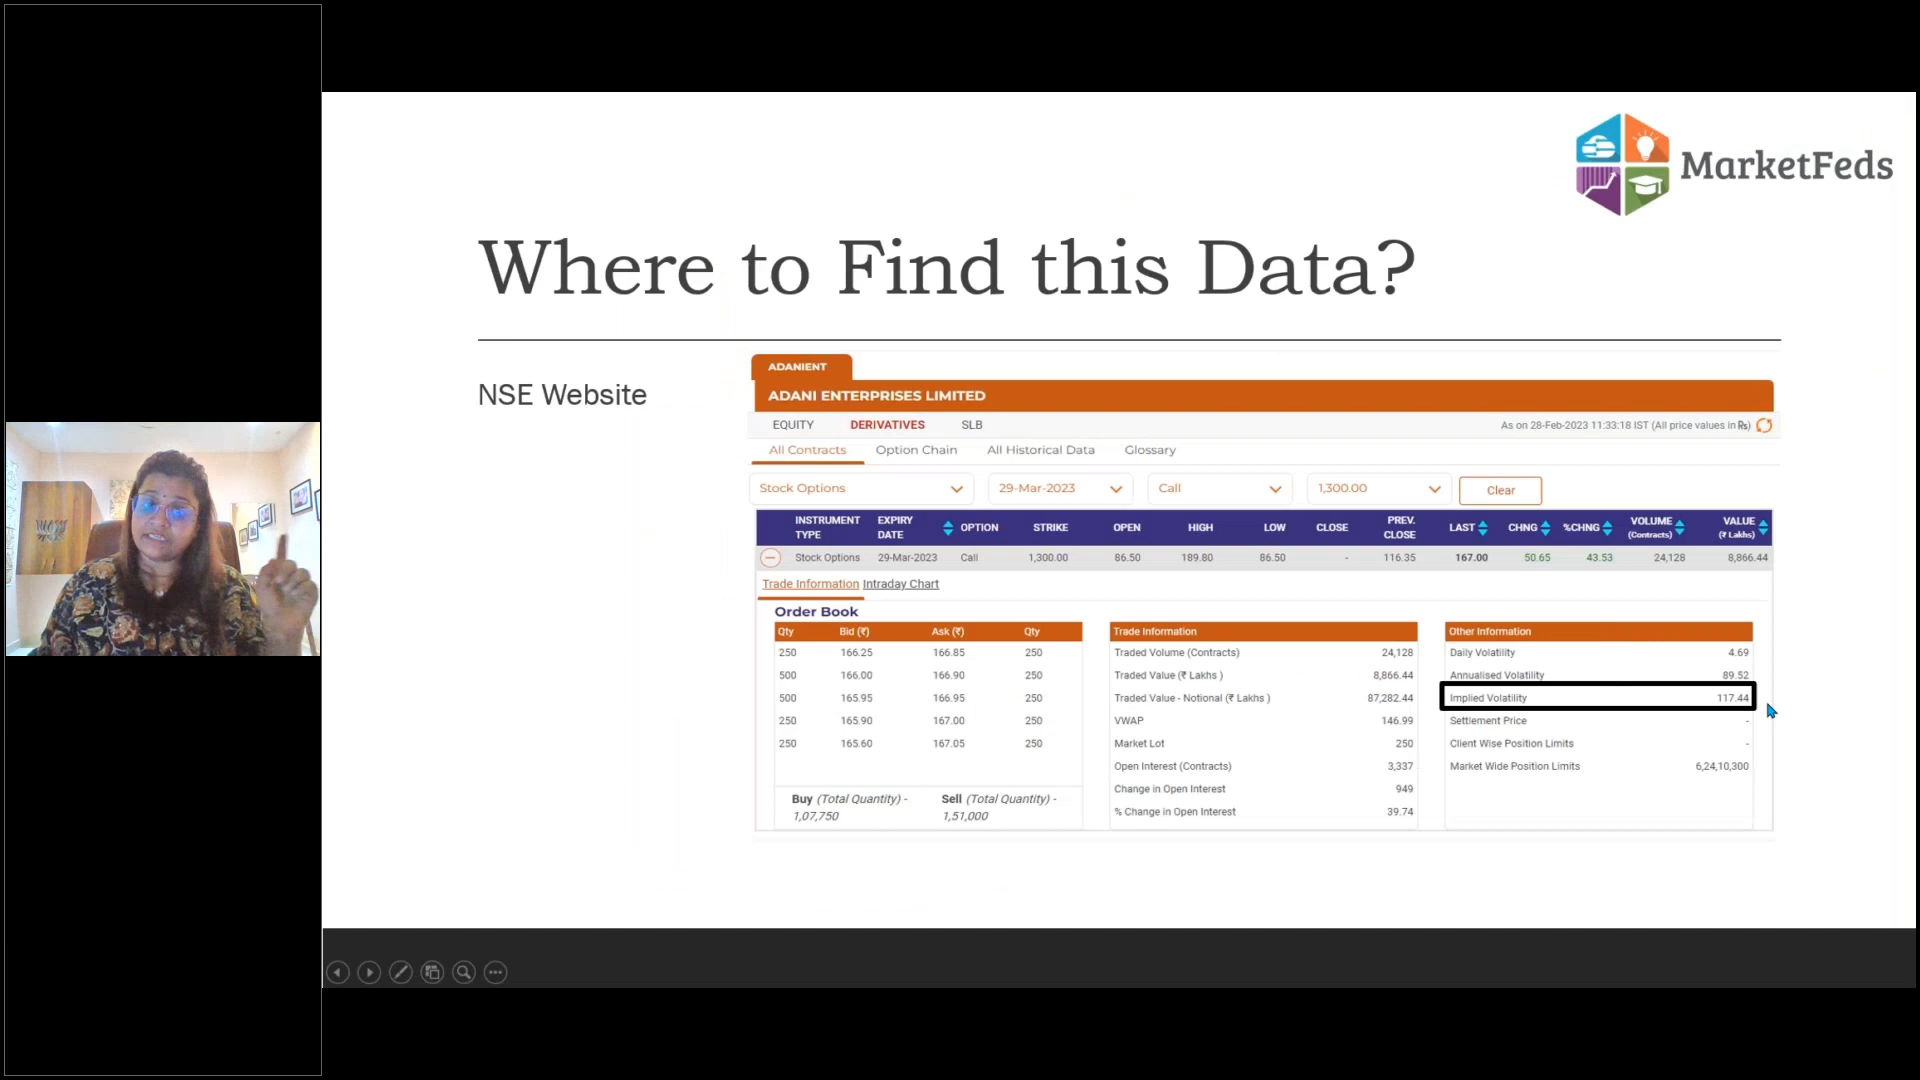 MarketFeds
Where to Find this Data?
NSE Website
ADANIENT
ADANI ENTERPRISES LIMITED
EQUITY DERIVATIVES SLB As on 28-Feb-2023 11:33:18 IST (All price values in ₨)
All Contracts Option Chain All Historical Data Glossary
Stock Options 29-Mar-2023 Call 1,300.00 Clear
INSTRUMENT TYPE EXPIRY DATE OPTION STRIKE OPEN HIGH LOW CLOSE PREV. CLOSE LAST CHNG %CHNG VOLUME (Contracts) VALUE (₹ Lakhs)
Stock Options 29-Mar-2023 Call 1,300.00 86.50 189.80 86.50 - 116.35 167.00 50.65 43.53 24,128 8,866.44
Trade Information Intraday Chart
Order Book
Qty Bid (₹) Ask (₹) Qty
250 166.25 166.85 250
500 166.00 166.90 250
500 165.95 166.95 250
250 165.90 167.00 250
250 165.60 167.05 250
Buy (Total Quantity) - Sell (Total Quantity) -
1,07,750 1,51,000
Trade Information
Traded Volume (Contracts) 24,128
Traded Value (₹ Lakhs ) 8,866.44
Traded Value - Notional (₹ Lakhs ) 87,282.44
VWAP 146.99
Market Lot 250
Open Interest (Contracts) 3,337
Change in Open Interest 949
% Change in Open Interest 39.74
Other Information
Daily Volatility 4.69
Annualised Volatility 89.52
Implied Volatility 117.44
Settlement Price -
Client Wise Position Limits -
Market Wide Position Limits 6,24,10,300